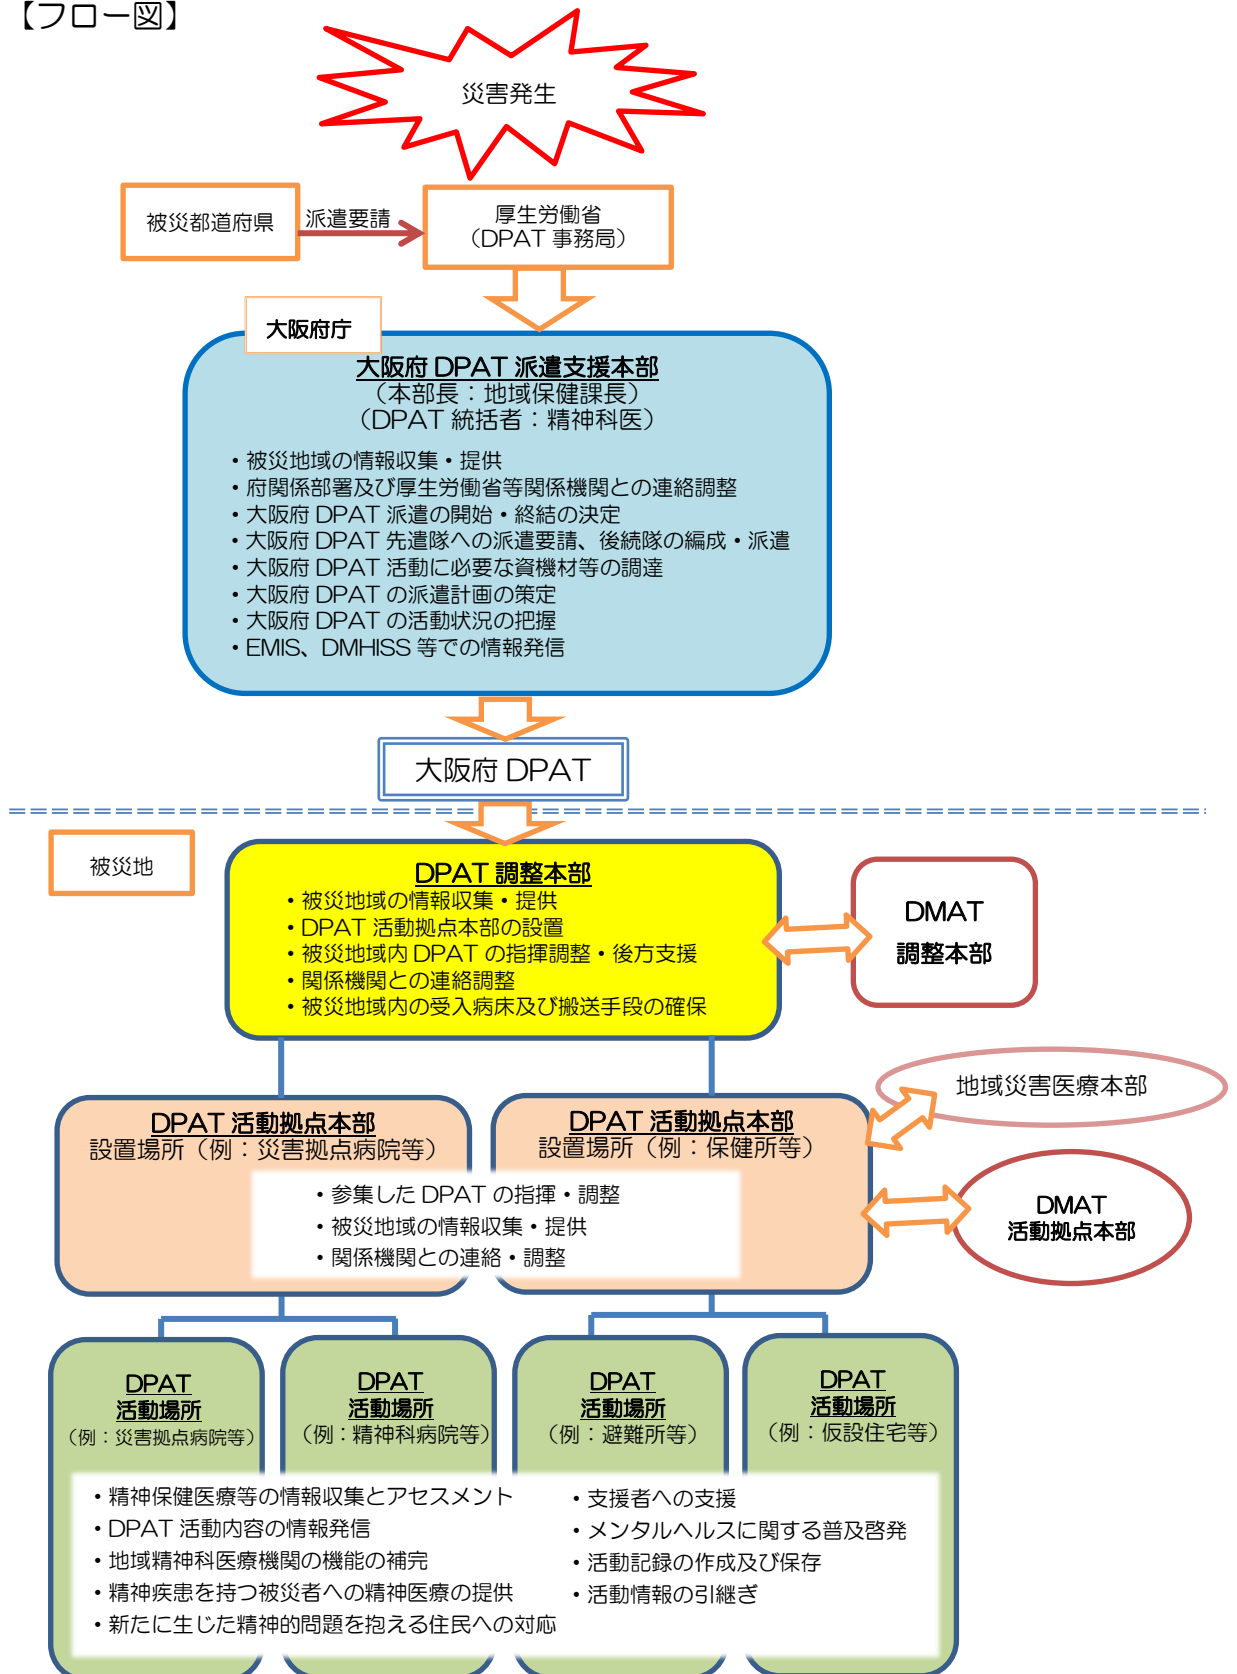 【フロー図】
災害発生
被災都道府県
派遣要請
厚生労働省
（DPAT 事務局）
大阪府庁
大阪府 DPAT 派遣支援本部
（本部長：地域保健課長）
（DPAT 統括者：精神科医）
・被災地域の情報収集・提供
・府関係部署及び厚生労働省等関係機関との連絡調整
・大阪府 DPAT 派遣の開始・終結の決定
・大阪府 DPAT 先遣隊への派遣要請、後続隊の編成・派遣
・大阪府 DPAT 活動に必要な資機材等の調達
・大阪府 DPAT の派遣計画の策定
・大阪府 DPAT の活動状況の把握
・EMIS、DMHISS 等での情報発信
大阪府 DPAT
被災地
DPAT 調整本部
・被災地域の情報収集・提供
・DPAT 活動拠点本部の設置
・被災地域内 DPAT の指揮調整・後方支援
・関係機関との連絡調整
・被災地域内の受入病床及び搬送手段の確保
DMAT
調整本部
地域災害医療本部
DPAT 活動拠点本部
設置場所（例：災害拠点病院等）
DPAT 活動拠点本部
設置場所（例：保健所等）
・参集した DPAT の指揮・調整
・被災地域の情報収集・提供
・関係機関との連絡・調整
DMAT
活動拠点本部
DPAT
活動場所
（例：災害拠点病院等）
DPAT
活動場所
（例：精神科病院等）
DPAT
活動場所
（例：避難所等）
DPAT
活動場所
（例：仮設住宅等）
・精神保健医療等の情報収集とアセスメント
・DPAT 活動内容の情報発信
・地域精神科医療機関の機能の補完
・精神疾患を持つ被災者への精神医療の提供
・新たに生じた精神的問題を抱える住民への対応
・支援者への支援
・メンタルヘルスに関する普及啓発
・活動記録の作成及び保存
・活動情報の引継ぎ